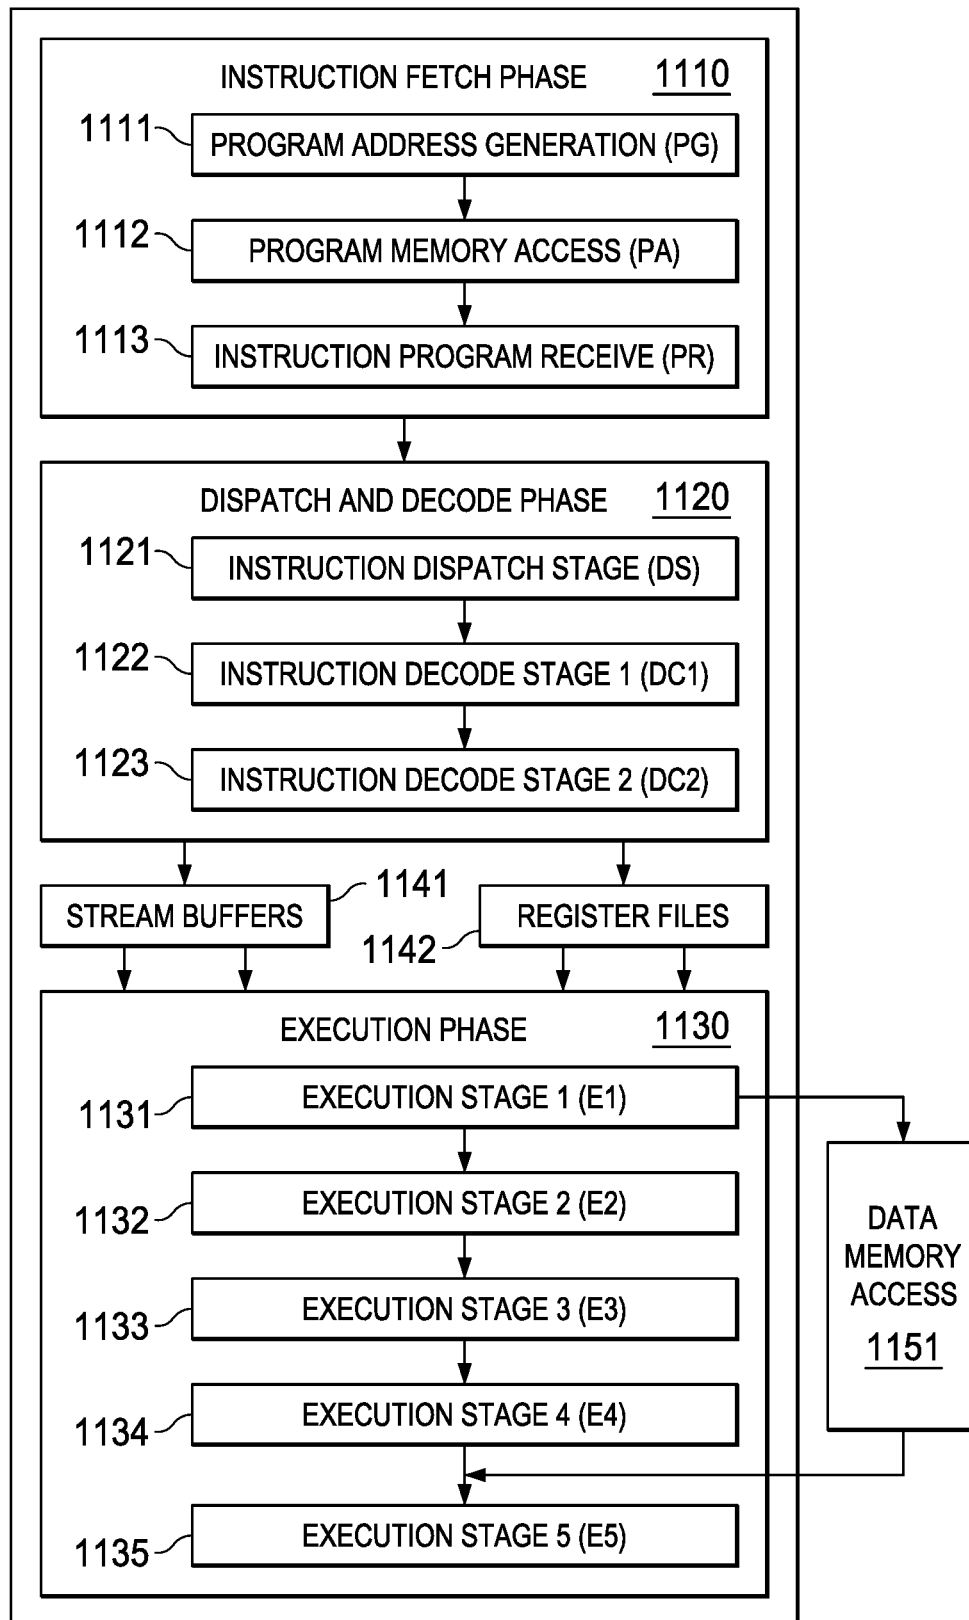 INSTRUCTION FETCH PHASE 1110
1111
PROGRAM ADDRESS GENERATION (PG)
1112
PROGRAM MEMORY ACCESS (PA)
1113
INSTRUCTION PROGRAM RECEIVE (PR)
DISPATCH AND DECODE PHASE 1120
1121
INSTRUCTION DISPATCH STAGE (DS)
1122
INSTRUCTION DECODE STAGE 1 (DC1)
1123
INSTRUCTION DECODE STAGE 2 (DC2)
STREAM BUFFERS
1141
REGISTER FILES
1142
EXECUTION PHASE 1130
EXECUTION STAGE 1 (E1)
1131
EXECUTION STAGE 2 (E2)
1132
EXECUTION STAGE 3 (E3)
1133
EXECUTION STAGE 4 (E4)
1134
EXECUTION STAGE 5 (E5)
1135
DATA
MEMORY
ACCESS
1151